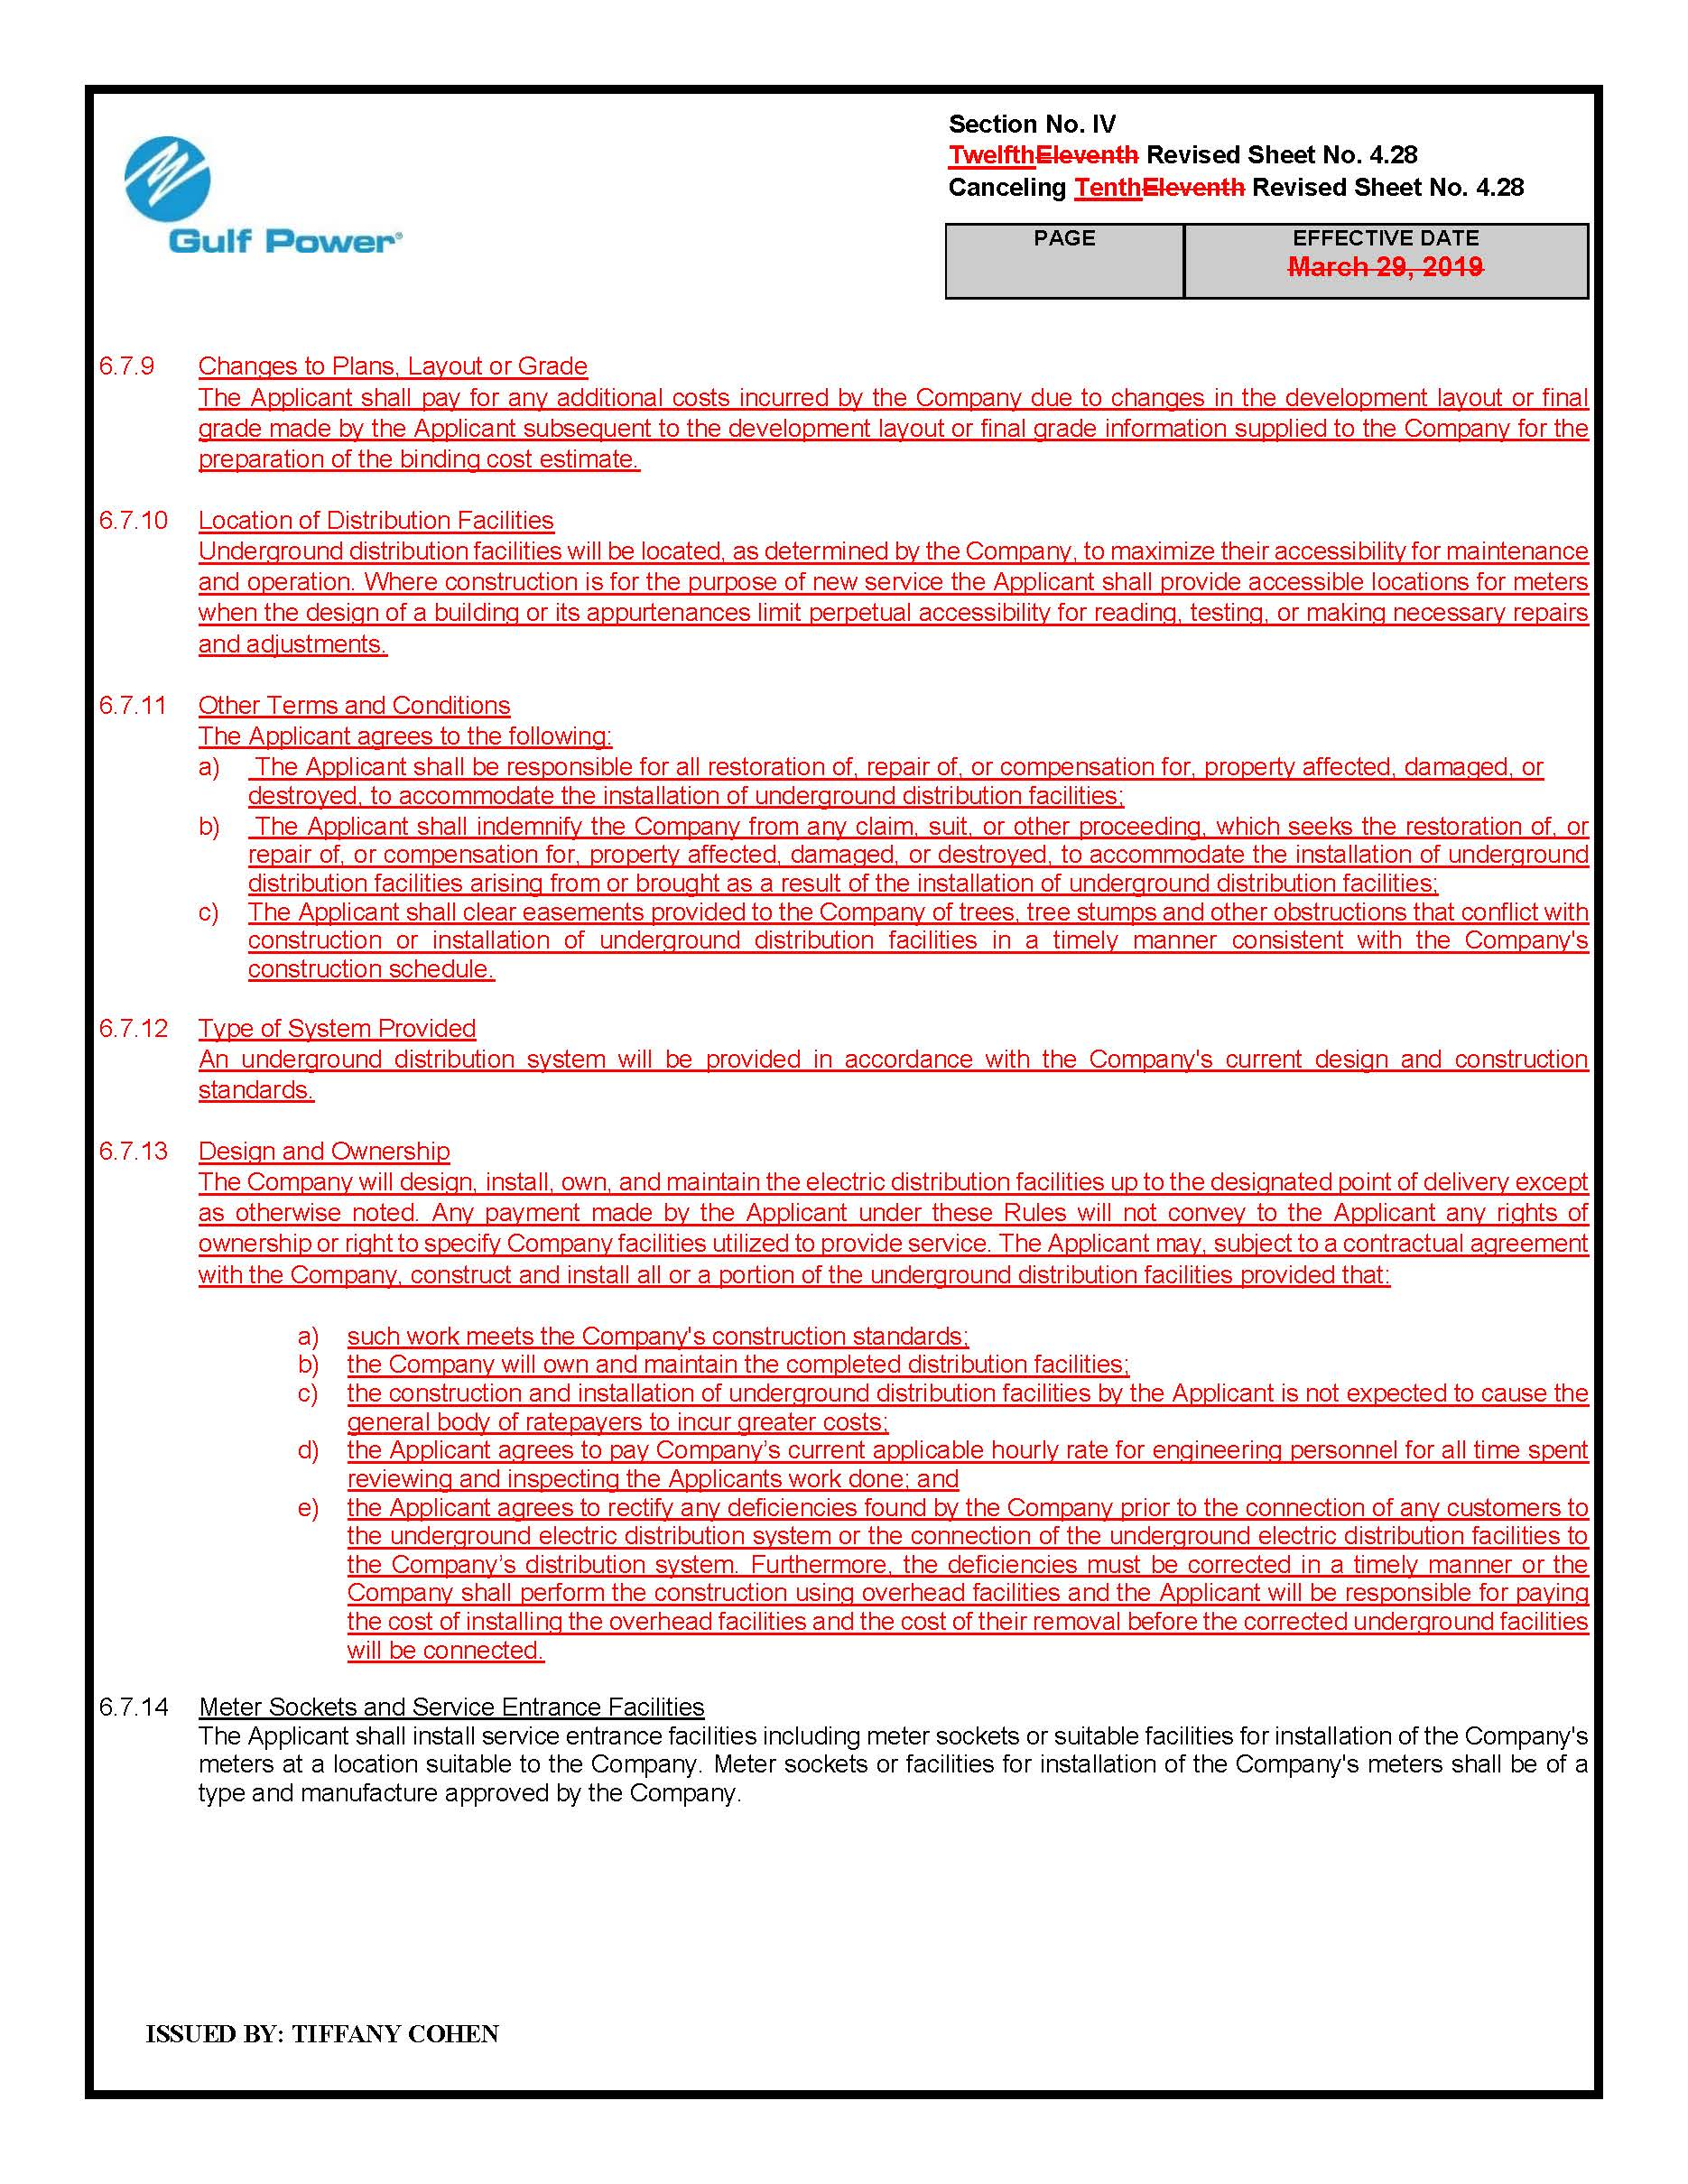 Section No. IV
TwelfthEleventh Revised Sheet No. 4.28
Canceling TenthEleventh Revised Sheet No. 4.28
Gulf Power®
PAGE
EFFECTIVE DATE
March 29, 2019
6.7.9 Changes to Plans, Layout or Grade
The Applicant shall pay for any additional costs incurred by the Company due to changes in the development layout or final
grade made by the Applicant subsequent to the development layout or final grade information supplied to the Company for the
preparation of the binding cost estimate.
6.7.10 Location of Distribution Facilities
Underground distribution facilities will be located, as determined by the Company, to maximize their accessibility for maintenance
and operation. Where construction is for the purpose of new service the Applicant shall provide accessible locations for meters
when the design of a building or its appurtenances limit perpetual accessibility for reading, testing, or making necessary repairs
and adjustments.
6.7.11 Other Terms and Conditions
The Applicant agrees to the following:
a) The Applicant shall be responsible for all restoration of, repair of, or compensation for, property affected, damaged, or
destroyed, to accommodate the installation of underground distribution facilities;
b) The Applicant shall indemnify the Company from any claim, suit, or other proceeding, which seeks the restoration of, or
repair of, or compensation for, property affected, damaged, or destroyed, to accommodate the installation of underground
distribution facilities arising from or brought as a result of the installation of underground distribution facilities;
c) The Applicant shall clear easements provided to the Company of trees, tree stumps and other obstructions that conflict with
construction or installation of underground distribution facilities in a timely manner consistent with the Company's
construction schedule.
6.7.12 Type of System Provided
An underground distribution system will be provided in accordance with the Company's current design and construction
standards.
6.7.13 Design and Ownership
The Company will design, install, own, and maintain the electric distribution facilities up to the designated point of delivery except
as otherwise noted. Any payment made by the Applicant under these Rules will not convey to the Applicant any rights of
ownership or right to specify Company facilities utilized to provide service. The Applicant may, subject to a contractual agreement
with the Company, construct and install all or a portion of the underground distribution facilities provided that:
a) such work meets the Company's construction standards;
b) the Company will own and maintain the completed distribution facilities;
c) the construction and installation of underground distribution facilities by the Applicant is not expected to cause the
general body of ratepayers to incur greater costs;
d) the Applicant agrees to pay Company’s current applicable hourly rate for engineering personnel for all time spent
reviewing and inspecting the Applicants work done; and
e) the Applicant agrees to rectify any deficiencies found by the Company prior to the connection of any customers to
the underground electric distribution system or the connection of the underground electric distribution facilities to
the Company’s distribution system. Furthermore, the deficiencies must be corrected in a timely manner or the
Company shall perform the construction using overhead facilities and the Applicant will be responsible for paying
the cost of installing the overhead facilities and the cost of their removal before the corrected underground facilities
will be connected.
6.7.14 Meter Sockets and Service Entrance Facilities
The Applicant shall install service entrance facilities including meter sockets or suitable facilities for installation of the Company's
meters at a location suitable to the Company. Meter sockets or facilities for installation of the Company's meters shall be of a
type and manufacture approved by the Company.
ISSUED BY: TIFFANY COHEN